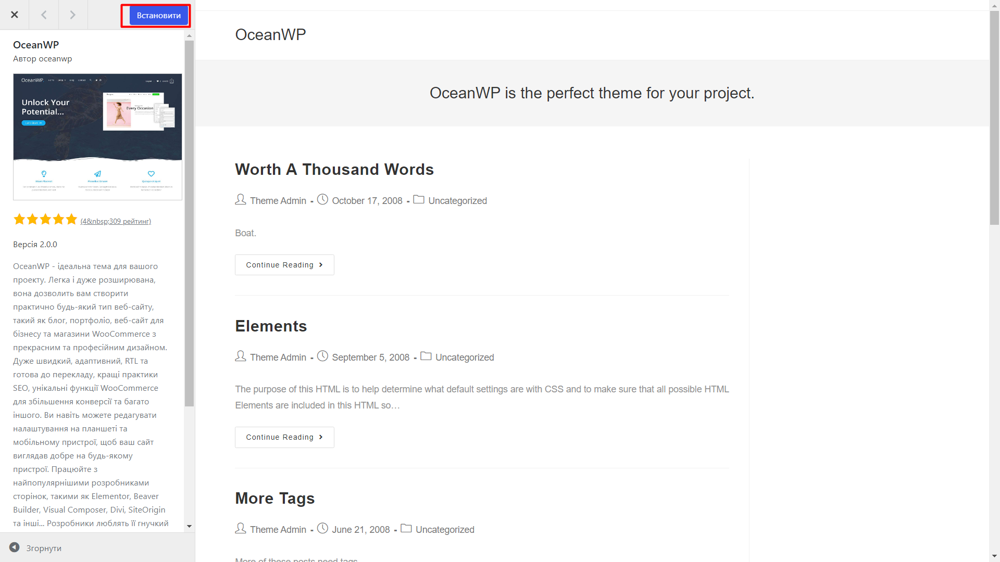 Встановити
OceanWP
Автор oceanwp
OceanWP.
Home
Shop
Blog
Contact
Unlock Your
Potential...
Let's Start
Every Occasion
(4&nbsp;309 рейтинг)
Версія 2.0.0
OceanWP - ідеальна тема для вашого
проекту. Легка і дуже розширювана,
вона дозволить вам створити
практично будь-який тип веб-сайту,
такий як блог, портфоліо, веб-сайт для
бізнесу та магазини WooCommerce з
прекрасним та професійним дизайном.
Дуже швидкий, адаптивний, RTL та
готова до перекладу, кращі практики
SEO, унікальні функції WooCommerce
для збільшення конверсії та багато
іншого. Ви навіть можете редагувати
налаштування на планшеті та
мобільному пристрої, щоб ваш сайт
виглядав добре на будь-якому
пристрої. Працюйте з
найпопулярнішими розробниками
сторінок, такими як Elementor, Beaver
Builder, Visual Composer, Divi, SiteOrigin
та інші... Розробники люблять її гнучкий
Згорнути
OceanWP
OceanWP is the perfect theme for your project.
Worth A Thousand Words
Theme Admin - October 17, 2008 - Uncategorized
Boat.
Continue Reading
Elements
Theme Admin - September 5, 2008 - Uncategorized
The purpose of this HTML is to help determine what default settings are with CSS and to make sure that all possible HTML
Elements are included in this HTML so…
Continue Reading
More Tags
Theme Admin - June 21, 2008 - Uncategorized
More of these posts need tags.